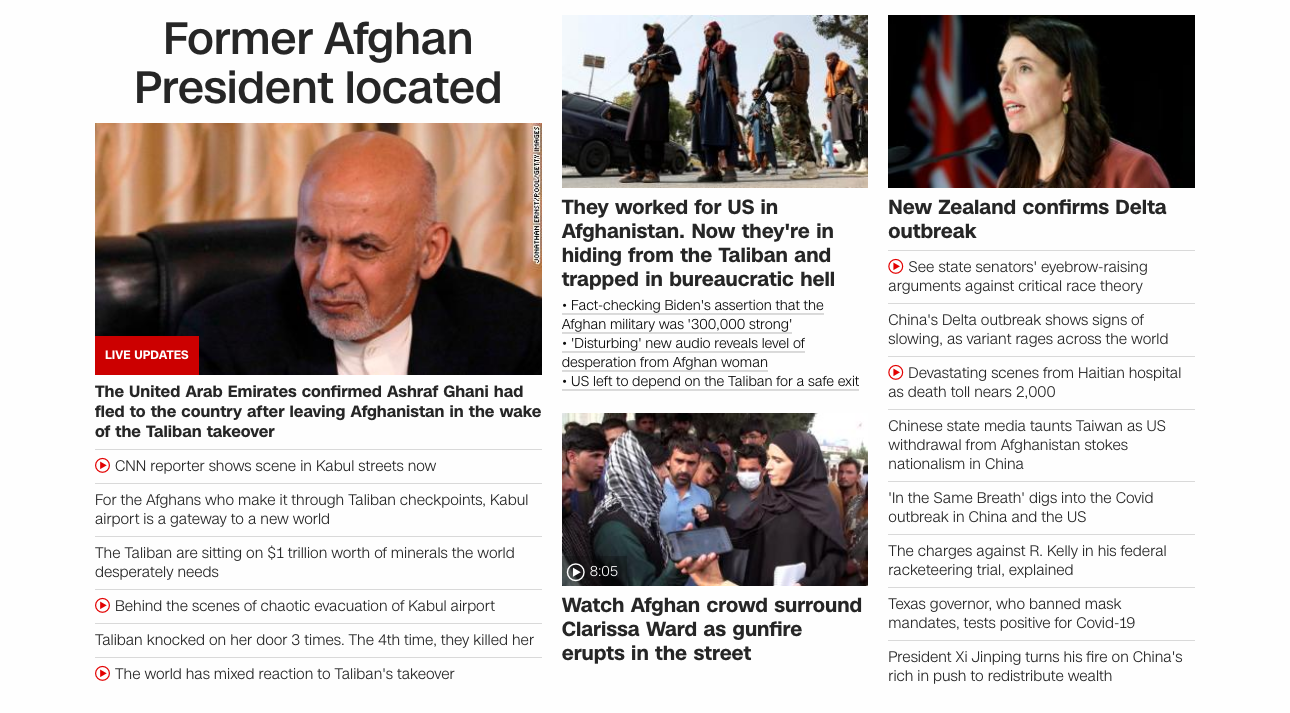 Former Afghan
President located
JONATHAN ERNST/POOL/GETTY IMAGES
LIVE UPDATES
The United Arab Emirates confirmed Ashraf Ghani had
fled to the country after leaving Afghanistan in the wake
of the Taliban takeover
CNN reporter shows scene in Kabul streets now
For the Afghans who make it through Taliban checkpoints, Kabul
airport is a gateway to a new world
The Taliban are sitting on $1 trillion worth of minerals the world
desperately needs
Behind the scenes of chaotic evacuation of Kabul airport
Taliban knocked on her door 3 times. The 4th time, they killed her
The world has mixed reaction to Taliban's takeover
They worked for US in
Afghanistan. Now they're in
hiding from the Taliban and
trapped in bureaucratic hell
• Fact-checking Biden's assertion that the
Afghan military was '300,000 strong'
• 'Disturbing' new audio reveals level of
desperation from Afghan woman
• US left to depend on the Taliban for a safe exit
8:05
Watch Afghan crowd surround
Clarissa Ward as gunfire
erupts in the street
New Zealand confirms Delta
outbreak
See state senators' eyebrow-raising
arguments against critical race theory
China's Delta outbreak shows signs of
slowing, as variant rages across the world
Devastating scenes from Haitian hospital
as death toll nears 2,000
Chinese state media taunts Taiwan as US
withdrawal from Afghanistan stokes
nationalism in China
'In the Same Breath' digs into the Covid
outbreak in China and the US
The charges against R. Kelly in his federal
racketeering trial, explained
Texas governor, who banned mask
mandates, tests positive for Covid-19
President Xi Jinping turns his fire on China's
rich in push to redistribute wealth